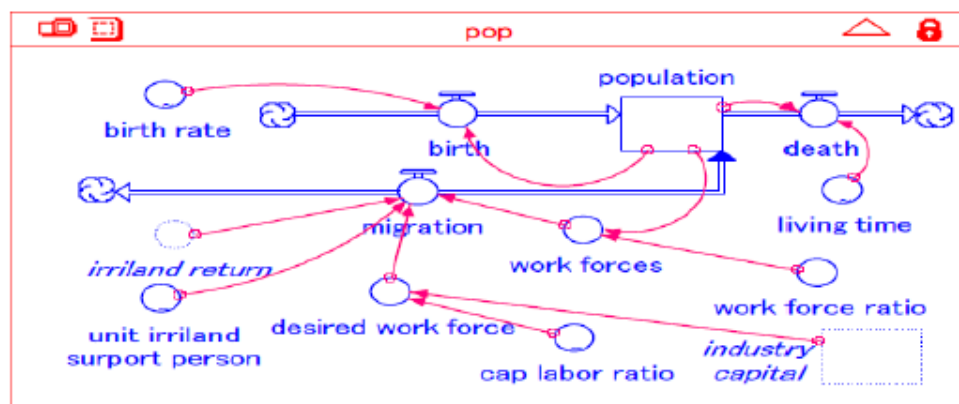 pop
population
birth rate
birth
death
migration
living time
irriland return
work forces
work force ratio
unit irriland
surport person
desired work force
cap labor ratio
industry
capital